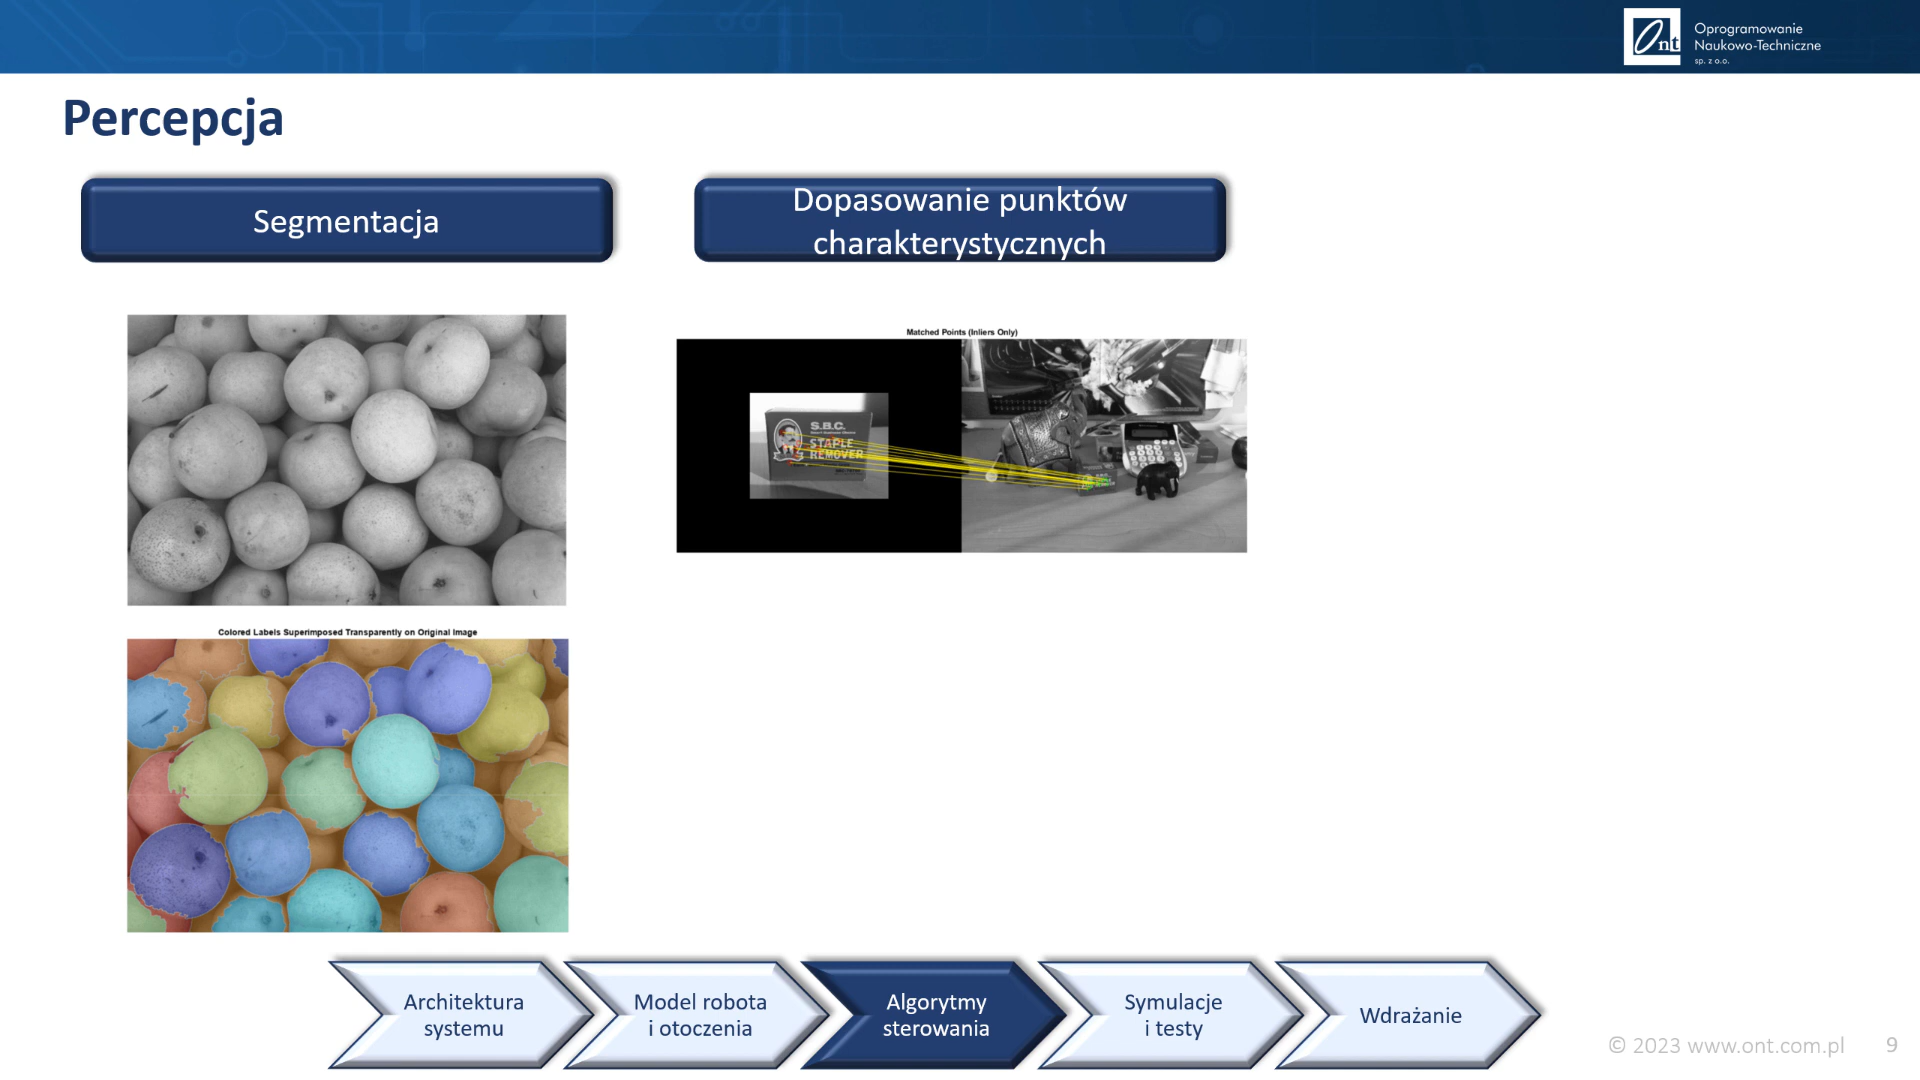 Ont
Oprogramowanie
Naukowo-Techniczne
sp. z o.o.
Percepcja
Segmentacja
Dopasowanie punktów
charakterystycznych
Matched Points (Inliers Only)
S.B.C.
STAPLE
REMOVER
Colored Labels Superimposed Transparently on Original Image
Architektura
systemu
Model robota
i otoczenia
Algorytmy
sterowania
Symulacje
i testy
Wdrażanie
© 2023 www.ont.com.pl
9